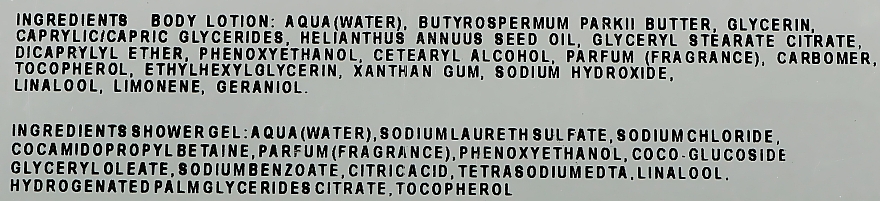 INGREDIENTS BODY LOTION: AQUA(WATER), BUTYROSPERMUM PARKII BUTTER, GLYCERIN,
CAPRYLIC/CAPRIC GLYCERIDES, HELIANTHUS ANNUUS SEED OIL, GLYCERYL STEARATE CITRATE,
DICAPRYLYL ETHER, PHENOXYETHANOL, CETEARYL ALCOHOL, PARFUM (FRAGRANCE), CARBOMER,
TOCOPHEROL, ETHYLHEXYLGLYCERIN, XANTHAN GUM, SODIUM HYDROXIDE,
LINALOOL, LIMONENE, GERANIOL.
INGREDIENTS SHOWER GEL: AQUA(WATER), SODIUM LAURETH SULFATE, SODIUM CHLORIDE,
COCAMIDOPROPYL BETAINE, PARFUM (FRAGRANCE), PHENOXYETHANOL, COCO-GLUCOSIDE
GLYCERYL OLEATE, SODIUM BENZOATE, CITRIC ACID, TETRASODIUM EDTA, LINALOOL.
HYDROGENATED PALM GLYCERIDES CITRATE, TOCOPHEROL